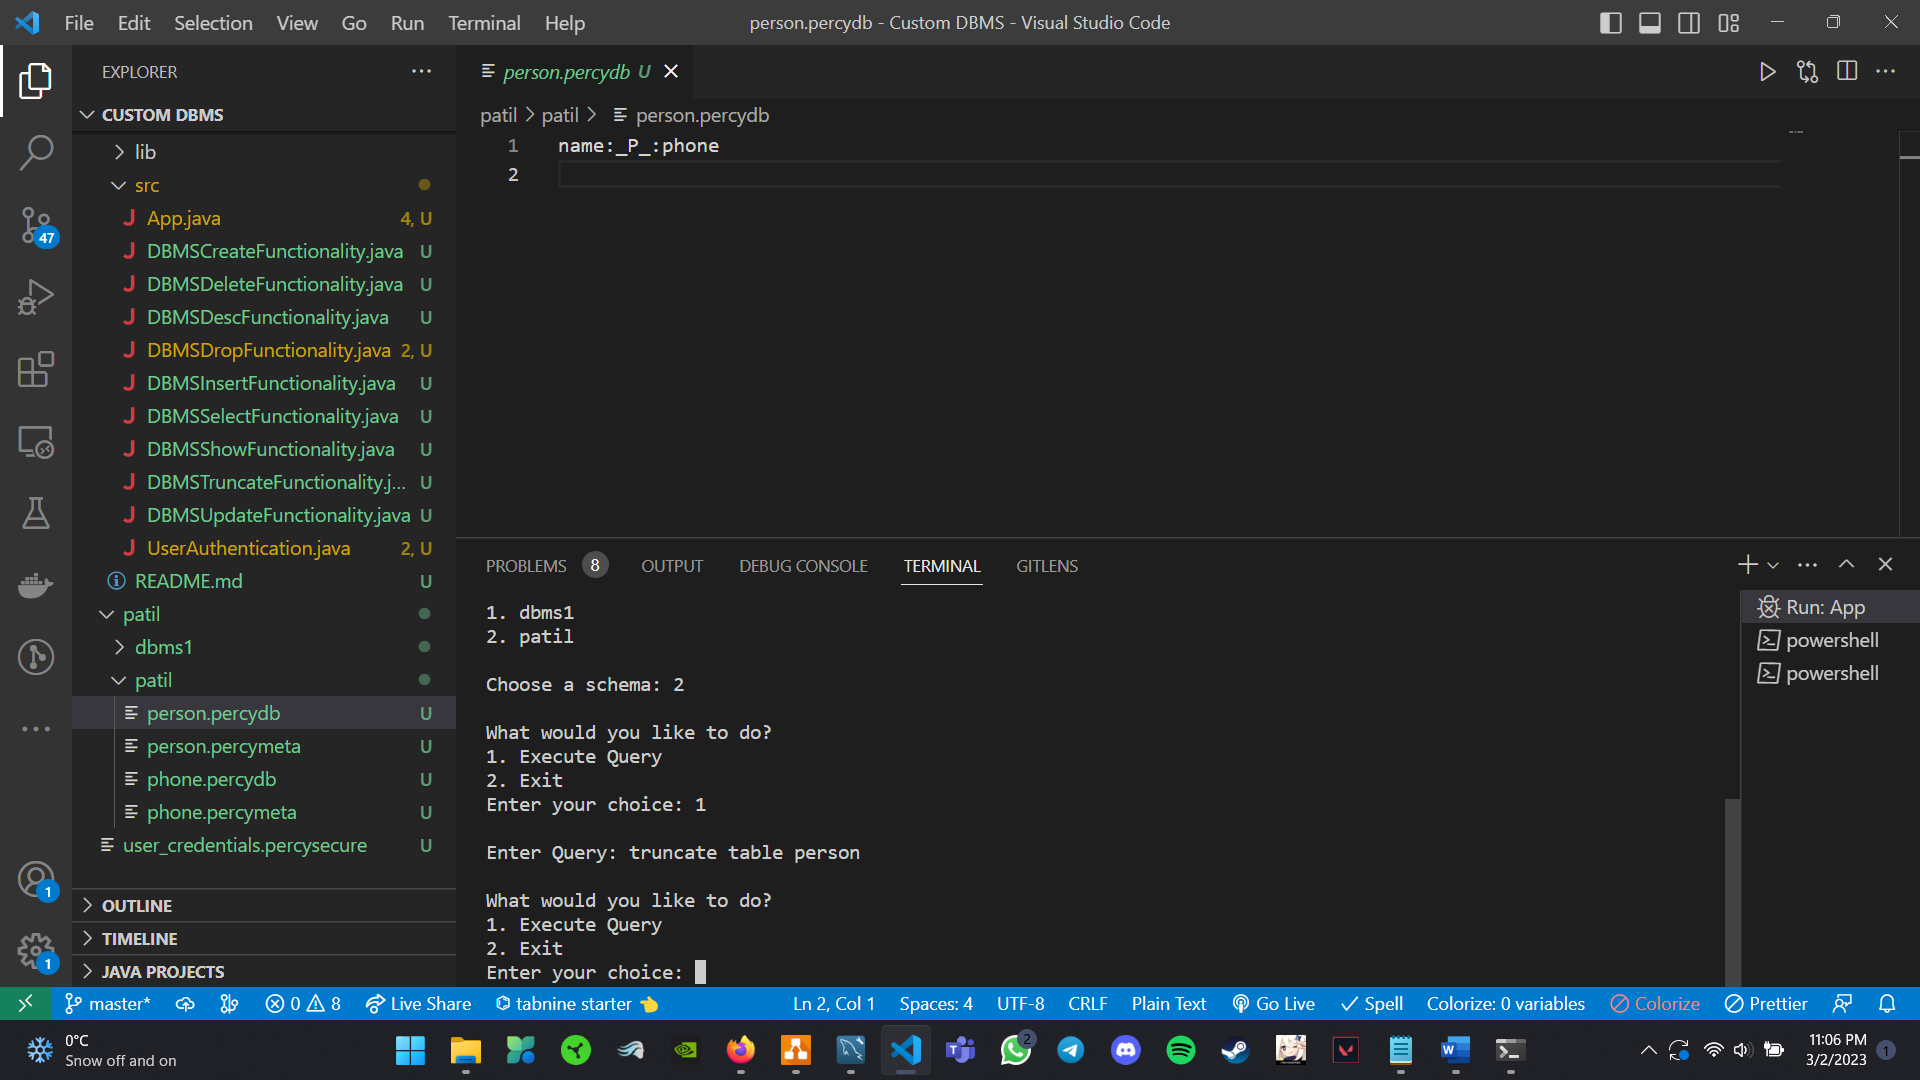 File Edit Selection View Go Run Terminal Help
person.percydb - Custom DBMS - Visual Studio Code
EXPLORER
CUSTOM DBMS
lib
src
App.java 4, U
DBMSCreateFunctionality.java U
DBMSDeleteFunctionality.java U
DBMSDescFunctionality.java U
DBMSDropFunctionality.java 2, U
DBMSInsertFunctionality.java U
DBMSSelectFunctionality.java U
DBMSShowFunctionality.java U
DBMSTruncateFunctionality.j... U
DBMSUpdateFunctionality.java U
UserAuthentication.java 2, U
README.md U
patil
dbms1
patil
person.percydb U
person.percymeta U
phone.percydb U
phone.percymeta U
user_credentials.percysecure U
OUTLINE
TIMELINE
JAVA PROJECTS
47
1
1
person.percydb U
patil > patil > person.percydb
1 name:_P_:phone
2
PROBLEMS 8 OUTPUT DEBUG CONSOLE TERMINAL GITLENS
1. dbms1
2. patil
Choose a schema: 2
What would you like to do?
1. Execute Query
2. Exit
Enter your choice: 1
Enter Query: truncate table person
What would you like to do?
1. Execute Query
2. Exit
Enter your choice:
Run: App
powershell
powershell
master* 0 8 Live Share tabnine starter Ln 2, Col 1 Spaces: 4 UTF-8 CRLF Plain Text Go Live Spell Colorize: 0 variables Colorize Prettier
0°C
Snow off and on
2
11:06 PM
3/2/2023
1